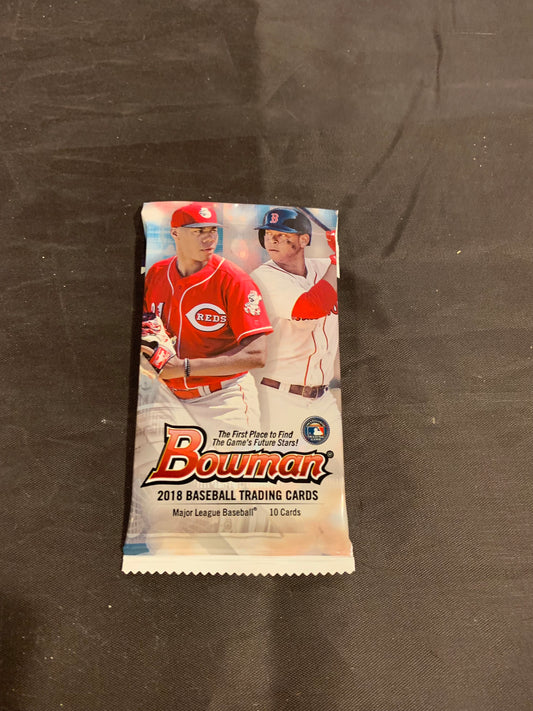 B
REDS
The First Place to Find
The Game's Future Stars!
Bowman®
2018 BASEBALL TRADING CARDS
Major League Baseball® 10 Cards